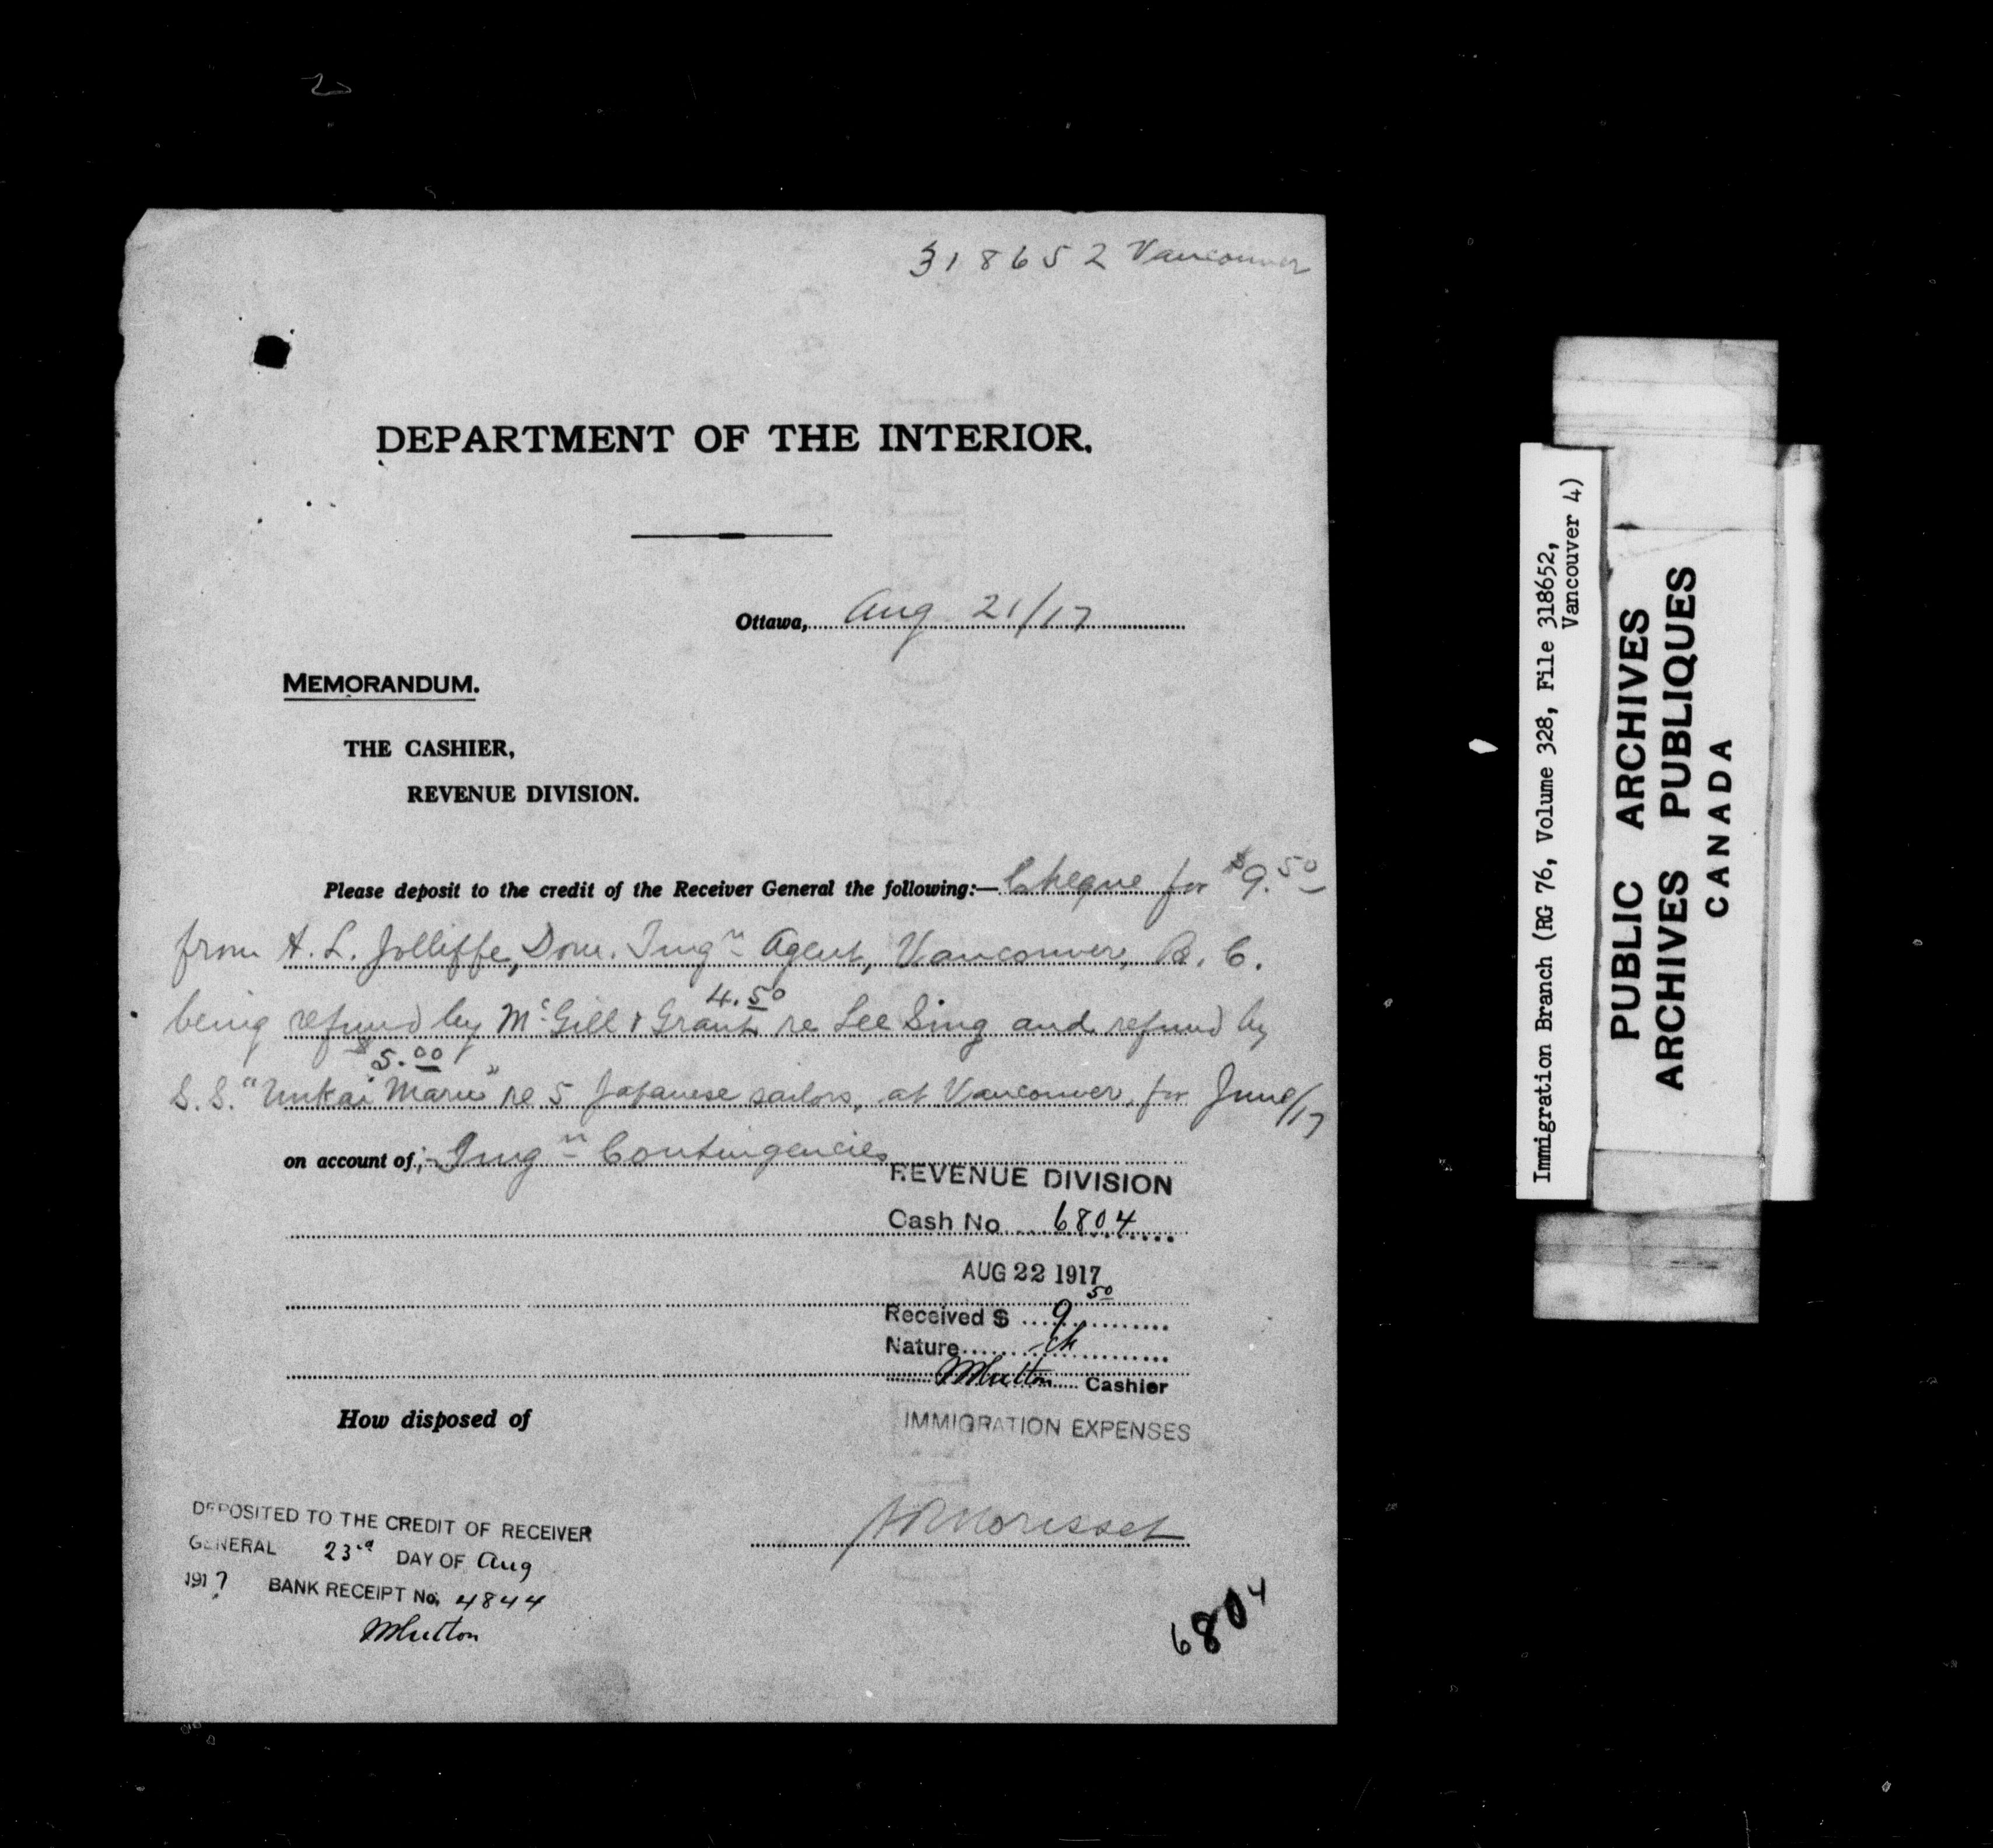 318652 Vancouver
DEPARTMENT OF THE INTERIOR.
Ottawa, Aug 21/17
MEMORANDUM.
THE CASHIER,
REVENUE DIVISION.
Please deposit to the credit of the Receiver General the following:— Cheque for $9.50
from A. L. Jolliffe, Dom. Imgn Agent, Vancouver, B. C.
4.50
being refund by McGill & Grant re Lee Sing and refund by
$5.00
S.S. "Unkai Maru" re 5 Japanese sailors, at Vancouver, for June/17
on account of:- Imgn Contingencies
REVENUE DIVISION
Cash No 6804
AUG 22 1917
Received $ 9 50
Nature ch
Cashier
How disposed of
IMMIGRATION EXPENSES
DEPOSITED TO THE CREDIT OF RECEIVER
GENERAL 23rd DAY OF Aug
1917 BANK RECEIPT No. 4844
6804
Immigration Branch (RG 76, Volume 328, File 318652,
Vancouver 4)
PUBLIC ARCHIVES
ARCHIVES PUBLIQUES
CANADA